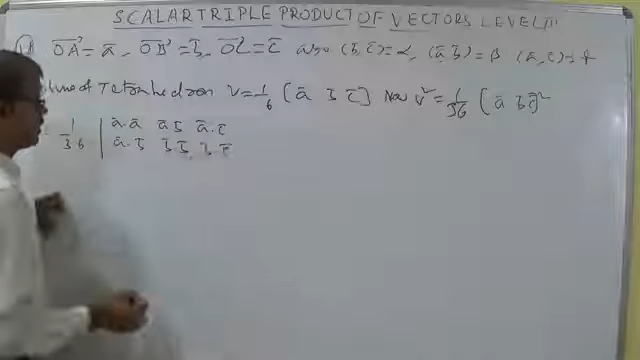 SCALAR TRIPLE PRODUCT OF VECTORS LEVEL III
OA = ā, OB = b̄, OC = c̄ also (b̄, c̄) = α, (ā, b̄) = β (ā, c̄) =
of Tetrahedron V = 1/6 [ā b̄ c̄] Now V² = 1/36 [ā b̄ c̄]²
1/36 | ā.ā ā.b̄ ā.c̄
ā.b̄ b̄.b̄ b̄.c̄